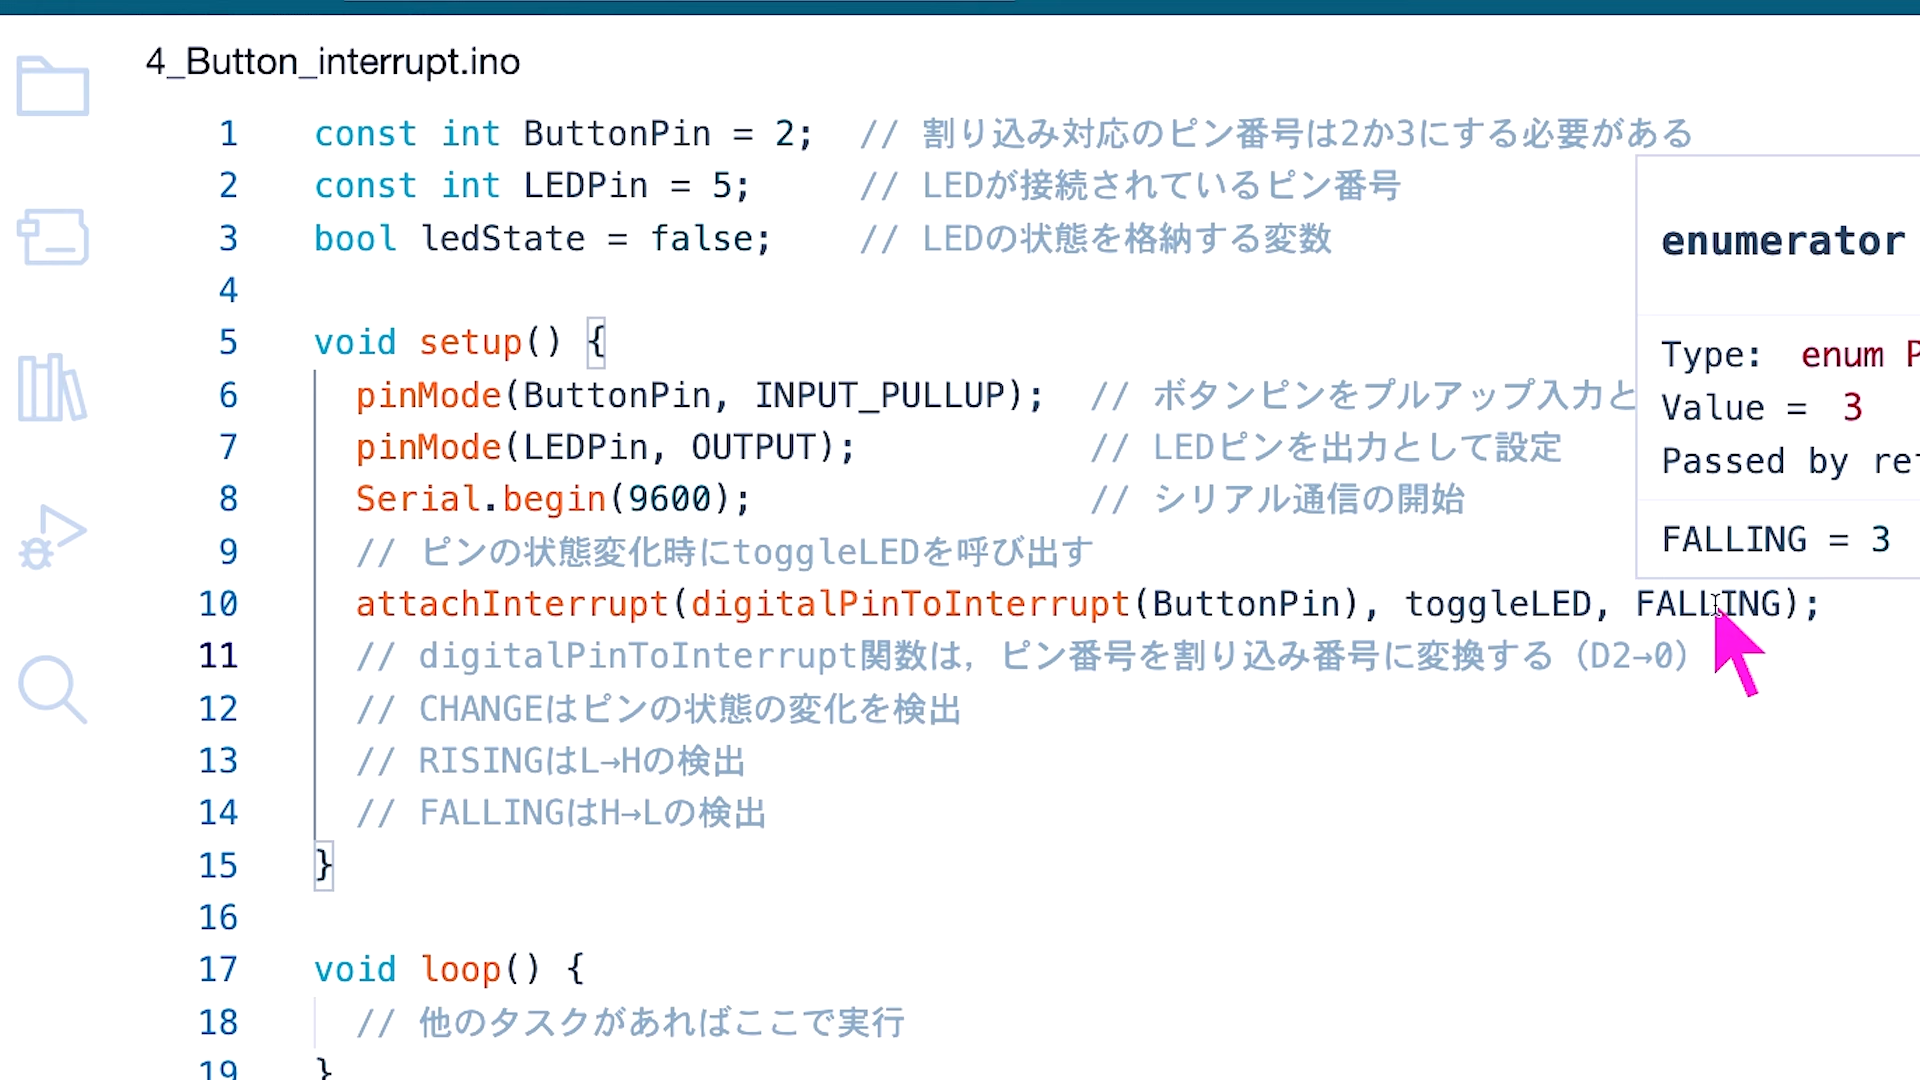 4_Button_interrupt.ino
1 const int ButtonPin = 2; // 割り込み対応のピン番号は2か3にする必要がある
2 const int LEDPin = 5; // LEDが接続されているピン番号
3 bool ledState = false; // LEDの状態を格納する変数
4
5 void setup() {
6 pinMode(ButtonPin, INPUT_PULLUP); // ボタンピンをプルアップ入力と
7 pinMode(LEDPin, OUTPUT); // LEDピンを出力として設定
8 Serial.begin(9600); // シリアル通信の開始
9 // ピンの状態変化時にtoggleLEDを呼び出す
10 attachInterrupt(digitalPinToInterrupt(ButtonPin), toggleLED, FALLING);
11 // digitalPinToInterrupt関数は，ピン番号を割り込み番号に変換する（D2→0）
12 // CHANGEはピンの状態の変化を検出
13 // RISINGはL→Hの検出
14 // FALLINGはH→Lの検出
15 }
16
17 void loop() {
18 // 他のタスクがあればここで実行
19 }
enumerator
Type: enum
Value = 3
Passed by
FALLING = 3